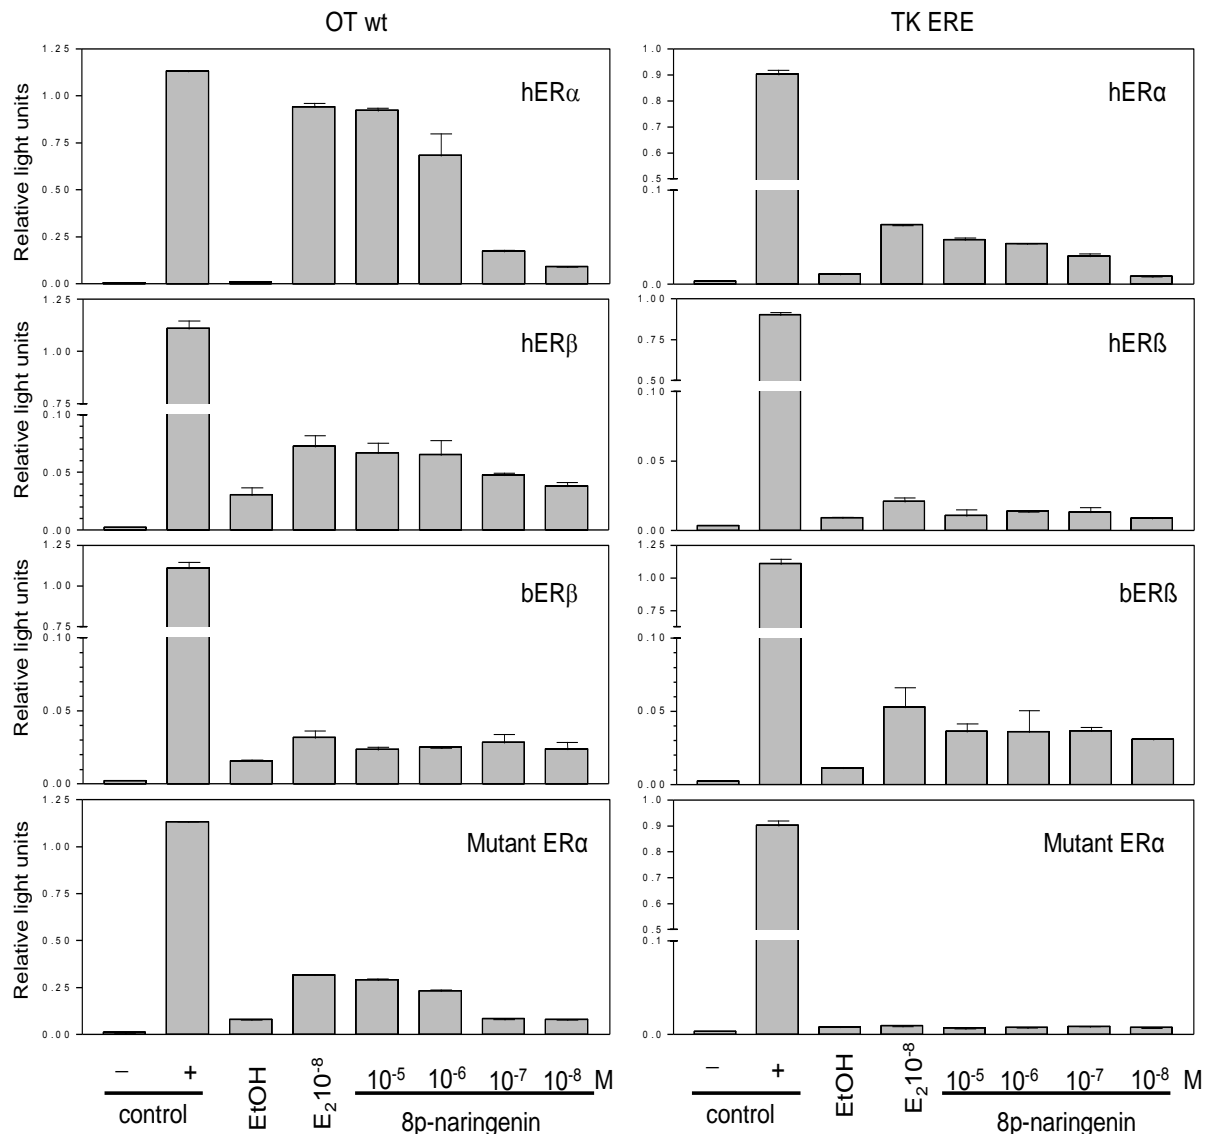 OT wt
TK ERE
Relative light units
1.25
1.00
0.75
0.50
0.25
0.00
hERα
1.0
0.9
0.8
0.7
0.6
0.5
0.1
0.0
hERα
Relative light units
1.25
1.00
0.75
0.10
0.05
0.00
hERβ
1.00
0.75
0.50
0.10
0.05
0.00
hERß
Relative light units
1.25
1.00
0.75
0.10
0.05
0.00
bERβ
1.25
1.00
0.75
0.10
0.05
0.00
bERß
Relative light units
1.25
1.00
0.75
0.50
0.25
0.00
Mutant ERα
1.0
0.9
0.8
0.7
0.6
0.5
0.1
0.0
Mutant ERα
– + EtOH E₂10⁻⁸ 10⁻⁵ 10⁻⁶ 10⁻⁷ 10⁻⁸ M
control 8p-naringenin
– + EtOH E₂10⁻⁸ 10⁻⁵ 10⁻⁶ 10⁻⁷ 10⁻⁸ M
control 8p-naringenin